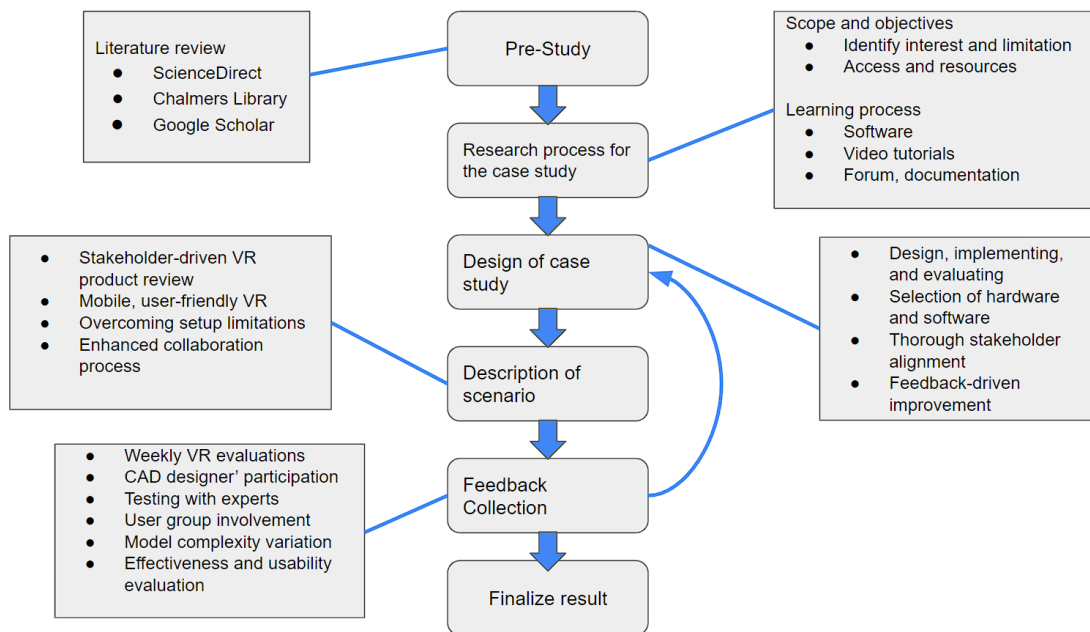 Pre-Study
Literature review
● ScienceDirect
● Chalmers Library
● Google Scholar
Research process for
the case study
Scope and objectives
● Identify interest and limitation
● Access and resources
Learning process
● Software
● Video tutorials
● Forum, documentation
Design of case
study
● Design, implementing,
and evaluating
● Selection of hardware
and software
● Thorough stakeholder
alignment
● Feedback-driven
improvement
Description of
scenario
● Stakeholder-driven VR
product review
● Mobile, user-friendly VR
● Overcoming setup limitations
● Enhanced collaboration
process
Feedback
Collection
● Weekly VR evaluations
● CAD designer’ participation
● Testing with experts
● User group involvement
● Model complexity variation
● Effectiveness and usability
evaluation
Finalize result